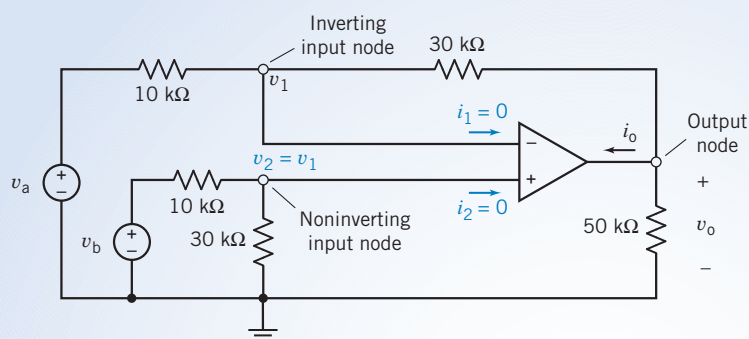 Inverting
input node
30 kΩ
10 kΩ
v1
i1 = 0
Output
node
io
v2 = v1
va
+
−
−
+
+
10 kΩ
i2 = 0
Noninverting
input node
30 kΩ
50 kΩ
vo
vb
+
−
−